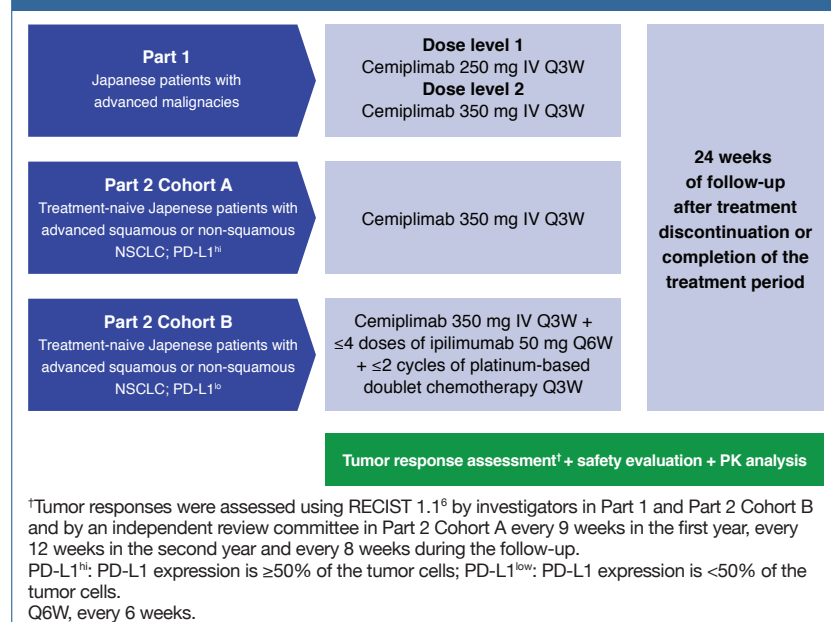 Part 1
Japanese patients with
advanced malignacies
Dose level 1
Cemiplimab 250 mg IV Q3W
Dose level 2
Cemiplimab 350 mg IV Q3W
Part 2 Cohort A
Treatment-naive Japenese patients with
advanced squamous or non-squamous
NSCLC; PD-L1hi
Cemiplimab 350 mg IV Q3W
Part 2 Cohort B
Treatment-naive Japanese patients with
advanced squamous or non-squamous
NSCLC; PD-L1lo
Cemiplimab 350 mg IV Q3W +
≤4 doses of ipilimumab 50 mg Q6W
+ ≤2 cycles of platinum-based
doublet chemotherapy Q3W
24 weeks
of follow-up
after treatment
discontinuation or
completion of the
treatment period
Tumor response assessment† + safety evaluation + PK analysis
†Tumor responses were assessed using RECIST 1.1⁶ by investigators in Part 1 and Part 2 Cohort B
and by an independent review committee in Part 2 Cohort A every 9 weeks in the first year, every
12 weeks in the second year and every 8 weeks during the follow-up.
PD-L1hi: PD-L1 expression is ≥50% of the tumor cells; PD-L1low: PD-L1 expression is <50% of the
tumor cells.
Q6W, every 6 weeks.